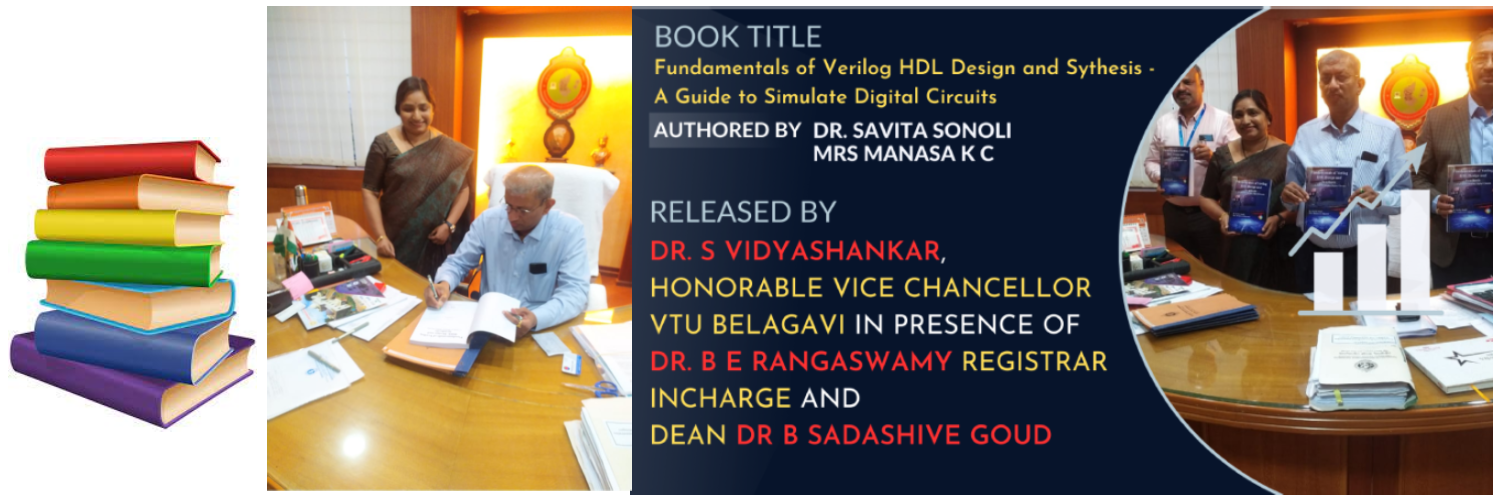 BOOK TITLE
Fundamentals of Verilog HDL Design and Sythesis -
A Guide to Simulate Digital Circuits
AUTHORED BY DR. SAVITA SONOLI
MRS MANASA K C
RELEASED BY
DR. S VIDYASHANKAR,
HONORABLE VICE CHANCELLOR
VTU BELAGAVI IN PRESENCE OF
DR. B E RANGASWAMY REGISTRAR
INCHARGE AND
DEAN DR B SADASHIVE GOUD